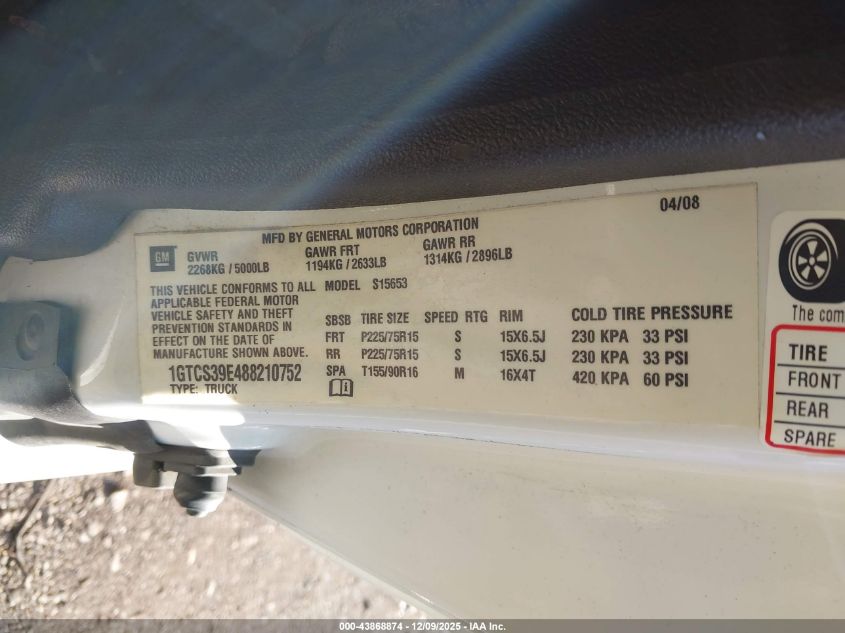 04/08
MFD BY GENERAL MOTORS CORPORATION
GM
GVWR GAWR FRT GAWR RR
2268KG / 5000LB 1194KG / 2633LB 1314KG / 2896LB
THIS VEHICLE CONFORMS TO ALL MODEL S15653
APPLICABLE FEDERAL MOTOR
VEHICLE SAFETY AND THEFT
PREVENTION STANDARDS IN
EFFECT ON THE DATE OF
MANUFACTURE SHOWN ABOVE.
1GTCS39E488210752
TYPE: TRUCK
SBSB TIRE SIZE SPEED RTG RIM COLD TIRE PRESSURE
FRT P225/75R15 S 15X6.5J 230 KPA 33 PSI
RR P225/75R15 S 15X6.5J 230 KPA 33 PSI
SPA T155/90R16 M 16X4T 420 KPA 60 PSI
The com
TIRE
FRONT
REAR
SPARE
000-43868874 - 12/09/2025 - IAA Inc.